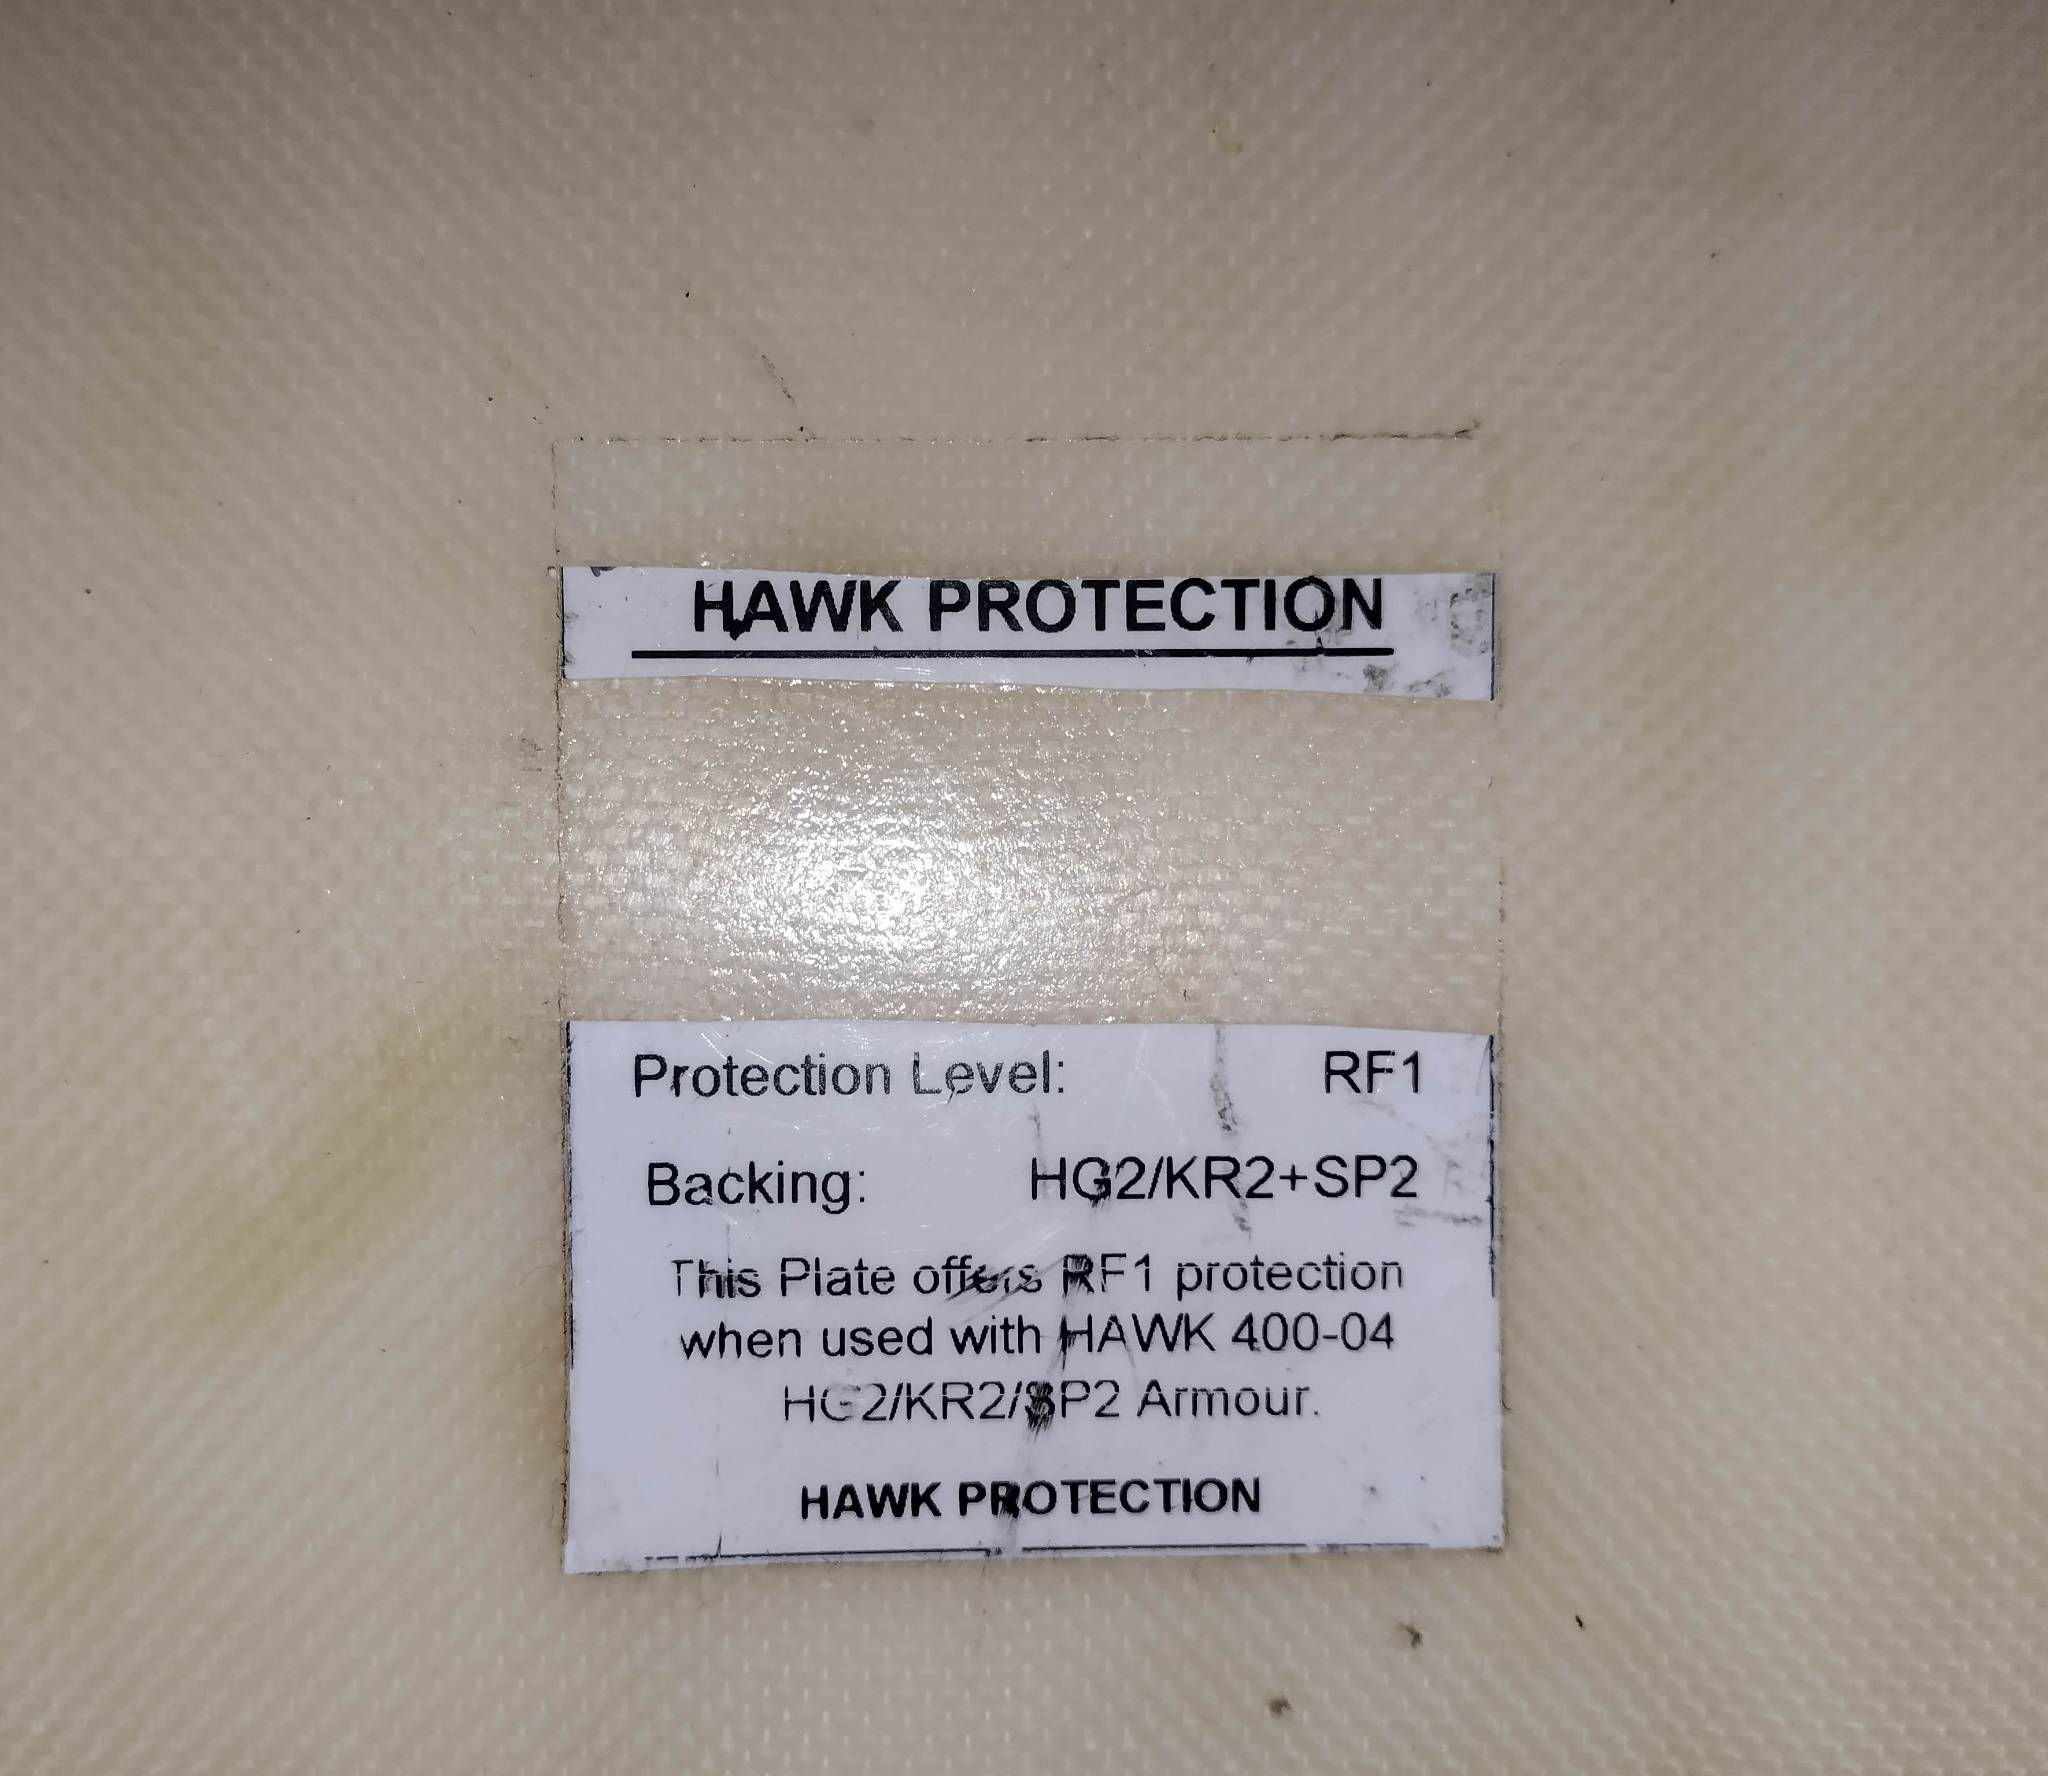 HAWK PROTECTION
Protection Level: RF1
Backing: HG2/KR2+SP2
This Plate offers RF1 protection
when used with HAWK 400-04
HG2/KR2/SP2 Armour.
HAWK PROTECTION